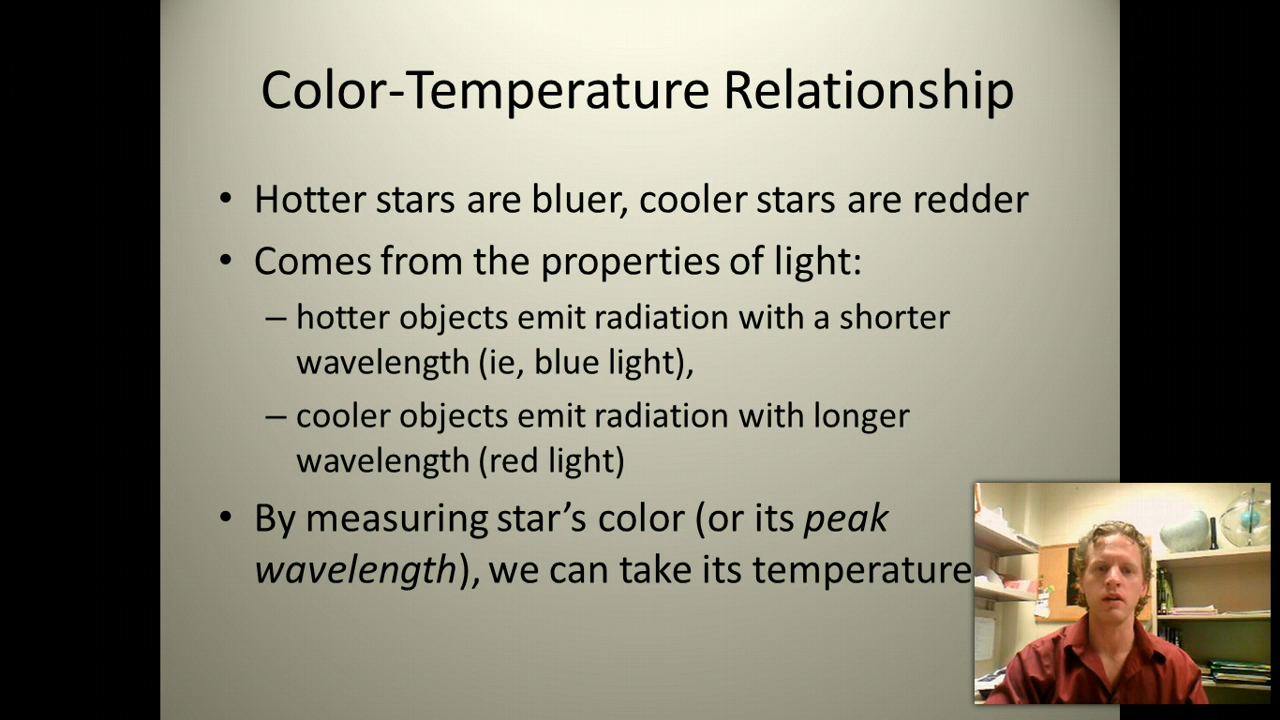 Color-Temperature Relationship
• Hotter stars are bluer, cooler stars are redder
• Comes from the properties of light:
– hotter objects emit radiation with a shorter
wavelength (ie, blue light),
– cooler objects emit radiation with longer
wavelength (red light)
• By measuring star's color (or its peak
wavelength), we can take its temperature